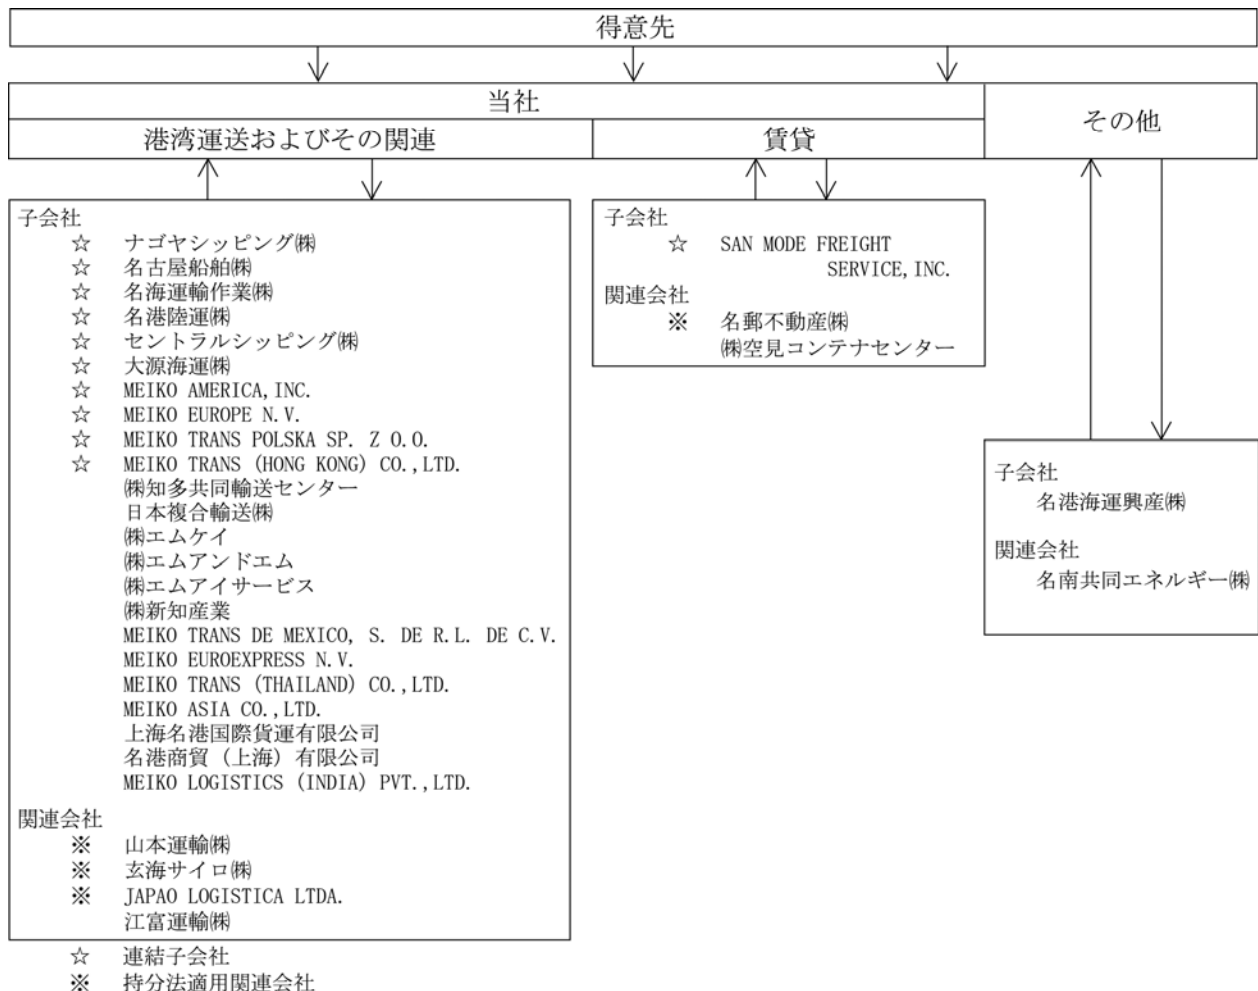 得意先
当社
その他
港湾運送およびその関連
賃貸
子会社
☆ ナゴヤシッピング㈱
☆ 名古屋船舶㈱
☆ 名海運輸作業㈱
☆ 名港陸運㈱
☆ セントラルシッピング㈱
☆ 大源海運㈱
☆ MEIKO AMERICA,INC.
☆ MEIKO EUROPE N.V.
☆ MEIKO TRANS POLSKA SP. Z O.O.
☆ MEIKO TRANS (HONG KONG) CO.,LTD.
㈱知多共同輸送センター
日本複合輸送㈱
㈱エムケイ
㈱エムアンドエム
㈱エムアイサービス
㈱新知産業
MEIKO TRANS DE MEXICO, S. DE R.L. DE C.V.
MEIKO EUROEXPRESS N.V.
MEIKO TRANS (THAILAND) CO.,LTD.
MEIKO ASIA CO.,LTD.
上海名港国際貨運有限公司
名港商貿（上海）有限公司
MEIKO LOGISTICS (INDIA) PVT.,LTD.
関連会社
※ 山本運輸㈱
※ 玄海サイロ㈱
※ JAPAO LOGISTICA LTDA.
江富運輸㈱
子会社
☆ SAN MODE FREIGHT
SERVICE,INC.
関連会社
※ 名郵不動産㈱
㈱空見コンテナセンター
子会社
名港海運興産㈱
関連会社
名南共同エネルギー㈱
☆ 連結子会社
※ 持分法適用関連会社